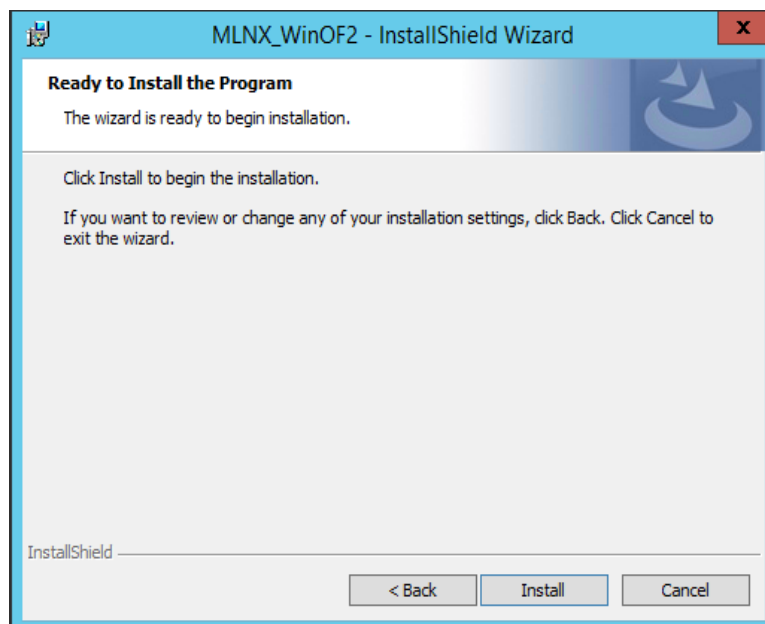 MLNX_WinOF2 - InstallShield Wizard
x
Ready to Install the Program
The wizard is ready to begin installation.
Click Install to begin the installation.
If you want to review or change any of your installation settings, click Back. Click Cancel to
exit the wizard.
InstallShield
< Back
Install
Cancel